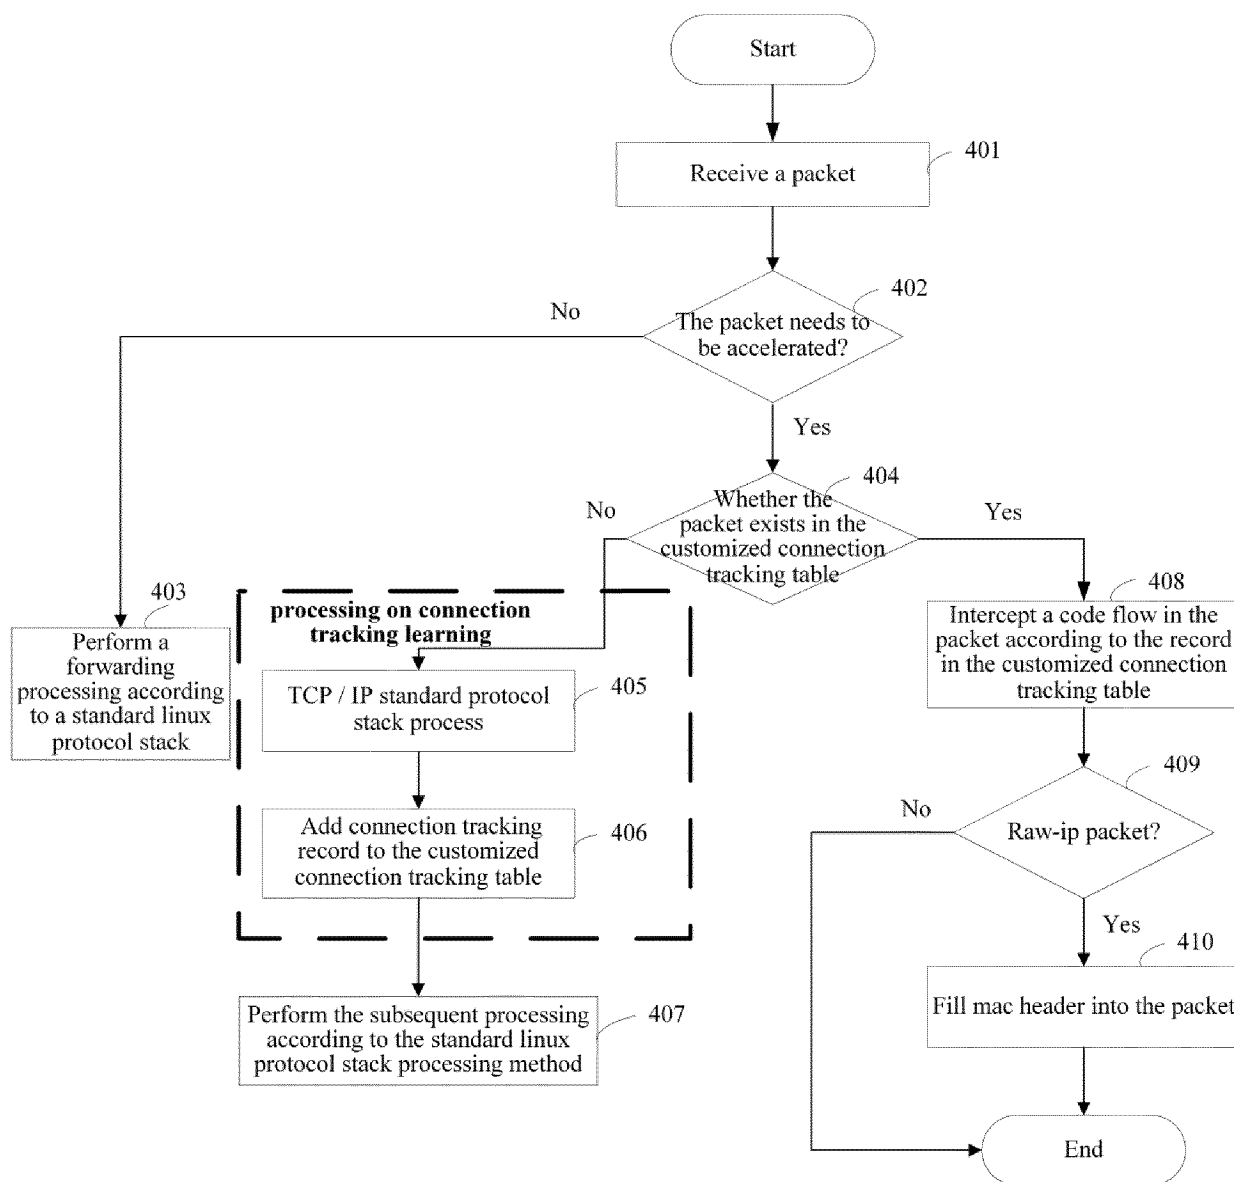 Start
401
Receive a packet
402
No
The packet needs to
be accelerated?
Yes
404
No
Whether the
packet exists in the
customized connection
tracking table
Yes
403
Perform a
forwarding
processing according
to a standard linux
protocol stack
processing on connection
tracking learning
405
TCP / IP standard protocol
stack process
406
Add connection tracking
record to the customized
connection tracking table
407
Perform the subsequent processing
according to the standard linux
protocol stack processing method
408
Intercept a code flow in the
packet according to the record
in the customized connection
tracking table
409
No
Raw-ip packet?
Yes
410
Fill mac header into the packet
End